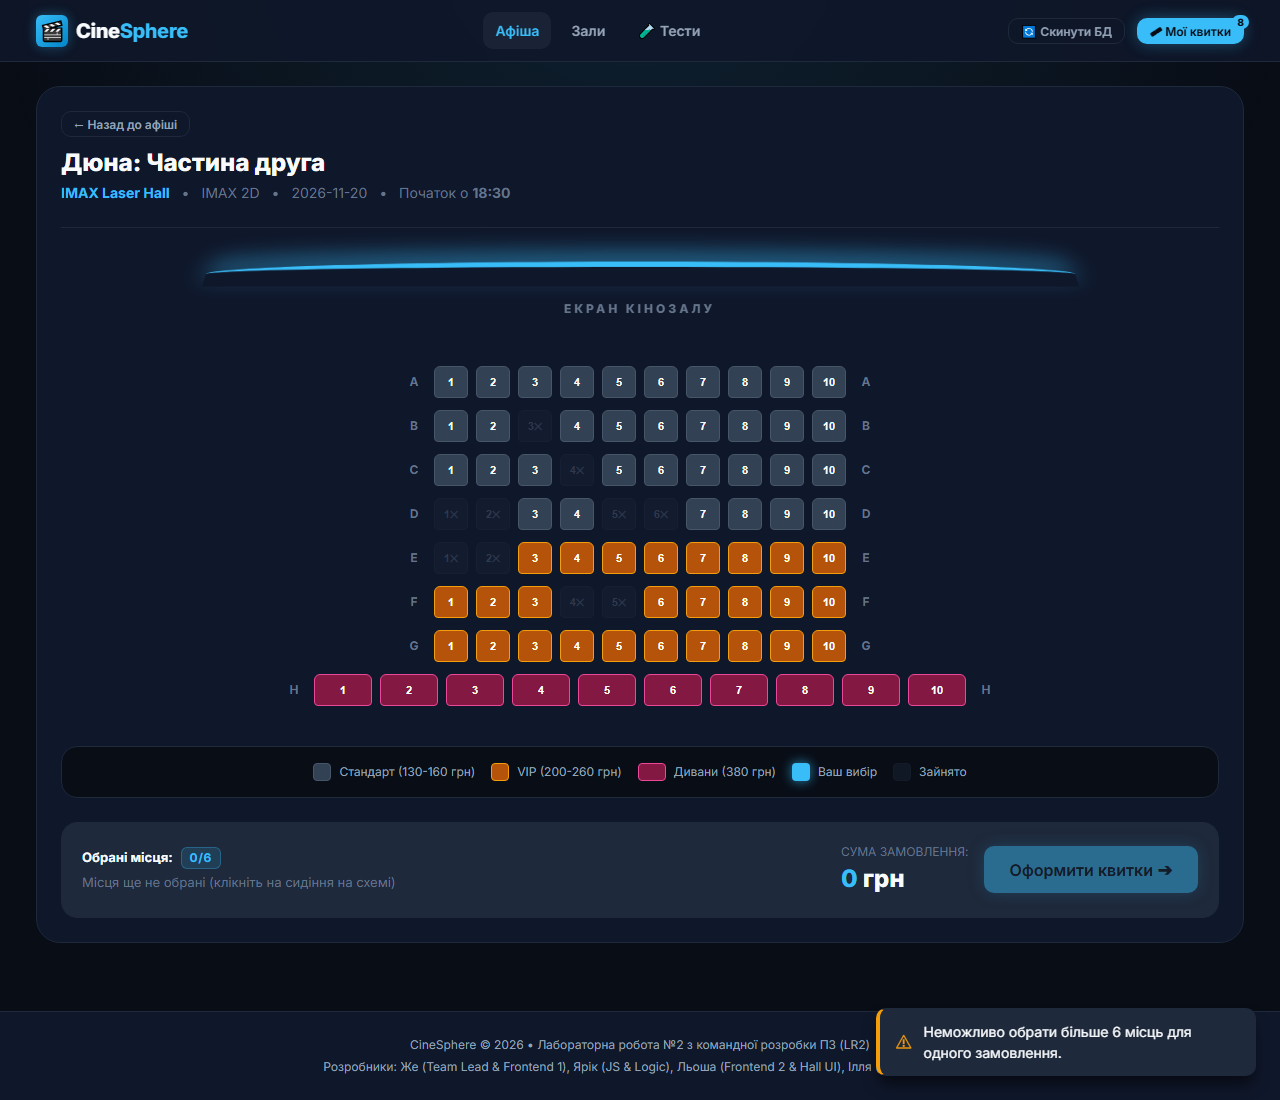 CineSphere
Афіша
Зали
Тести
Скинути БД
Мої квитки
8
← Назад до афіші
Дюна: Частина друга
IMAX Laser Hall • IMAX 2D • 2026-11-20 • Початок о 18:30
ЕКРАН КІНОЗАЛУ
A 1 2 3 4 5 6 7 8 9 10 A
B 1 2 3✕ 4 5 6 7 8 9 10 B
C 1 2 3 4✕ 5 6 7 8 9 10 C
D 1✕ 2✕ 3 4 5✕ 6✕ 7 8 9 10 D
E 1✕ 2✕ 3 4 5 6 7 8 9 10 E
F 1 2 3 4✕ 5✕ 6 7 8 9 10 F
G 1 2 3 4 5 6 7 8 9 10 G
H 1 2 3 4 5 6 7 8 9 10 H
Стандарт (130-160 грн) VIP (200-260 грн) Дивани (380 грн) Ваш вибір Зайнято
Обрані місця: 0/6
Місця ще не обрані (клікніть на сидіння на схемі)
СУМА ЗАМОВЛЕННЯ:
0 грн
Оформити квитки ➔
CineSphere © 2026 • Лабораторна робота №2 з командної розробки ПЗ (LR2)
Розробники: Же (Team Lead & Frontend 1), Ярік (JS & Logic), Льоша (Frontend 2 & Hall UI), Ілля
Неможливо обрати більше 6 місць для
одного замовлення.